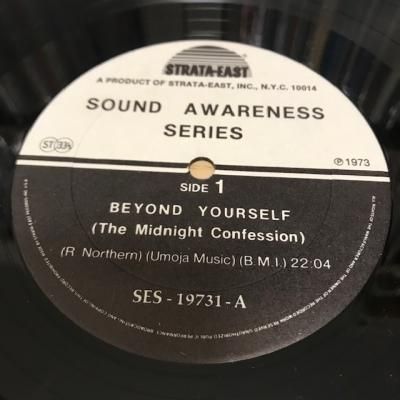 STRATA-EAST
A PRODUCT OF STRATA-EAST, INC., N.Y.C. 10014
SOUND AWARENESS
SERIES
ST 33⅓
℗ 1973
SIDE 1
BEYOND YOURSELF
(The Midnight Confession)
(R Northern) (Umoja Music) (B.M.I.) 22:04
SES - 19731 - A